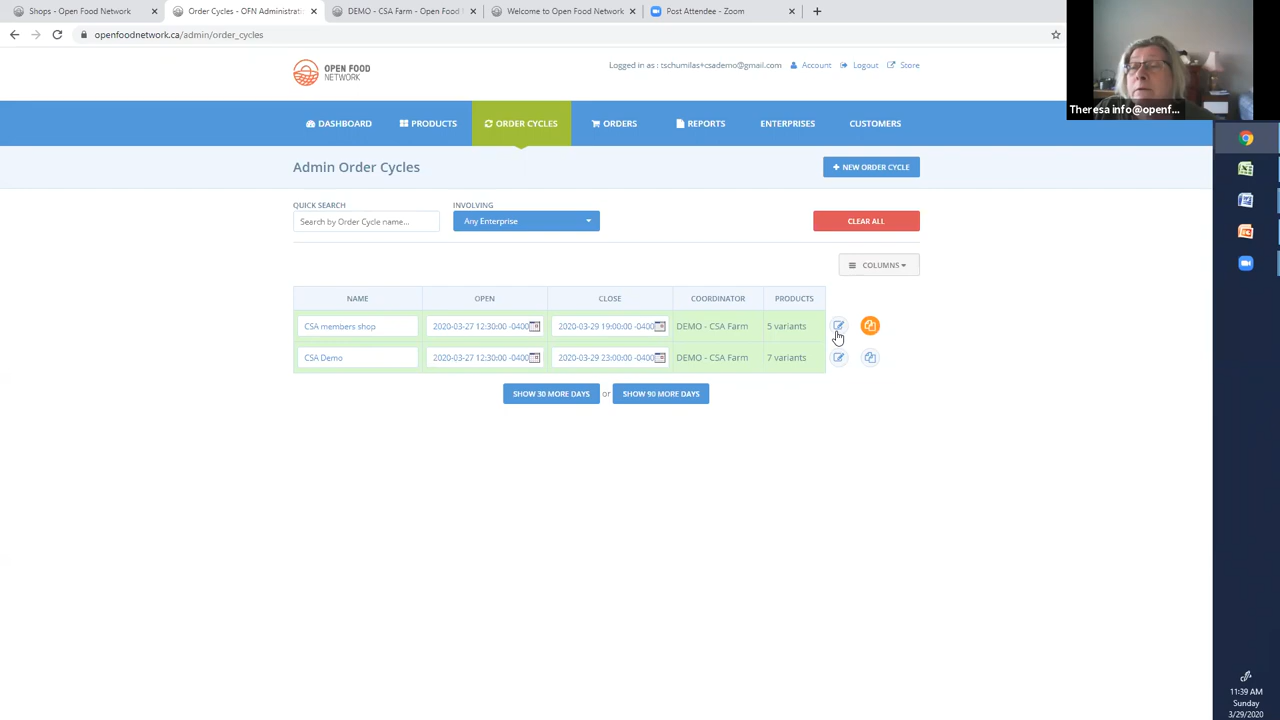 Shops - Open Food Network
Order Cycles - OFN Administrati
DEMO - CSA Farm - Open Food
Welcome to Open Food Network
Post Attendee - Zoom
openfoodnetwork.ca/admin/order_cycles
OPEN FOOD
NETWORK
Logged in as : tschumilas+csademo@gmail.com
Account
Logout
Store
DASHBOARD
PRODUCTS
ORDER CYCLES
ORDERS
REPORTS
ENTERPRISES
CUSTOMERS
Theresa info@openf...
Admin Order Cycles
+ NEW ORDER CYCLE
QUICK SEARCH
INVOLVING
Search by Order Cycle name...
Any Enterprise
CLEAR ALL
COLUMNS
NAME OPEN CLOSE COORDINATOR PRODUCTS
CSA members shop 2020-03-27 12:30:00 -0400 2020-03-29 19:00:00 -0400 DEMO - CSA Farm 5 variants
CSA Demo 2020-03-27 12:30:00 -0400 2020-03-29 23:00:00 -0400 DEMO - CSA Farm 7 variants
SHOW 30 MORE DAYS or SHOW 90 MORE DAYS
11:39 AM
Sunday
3/29/2020